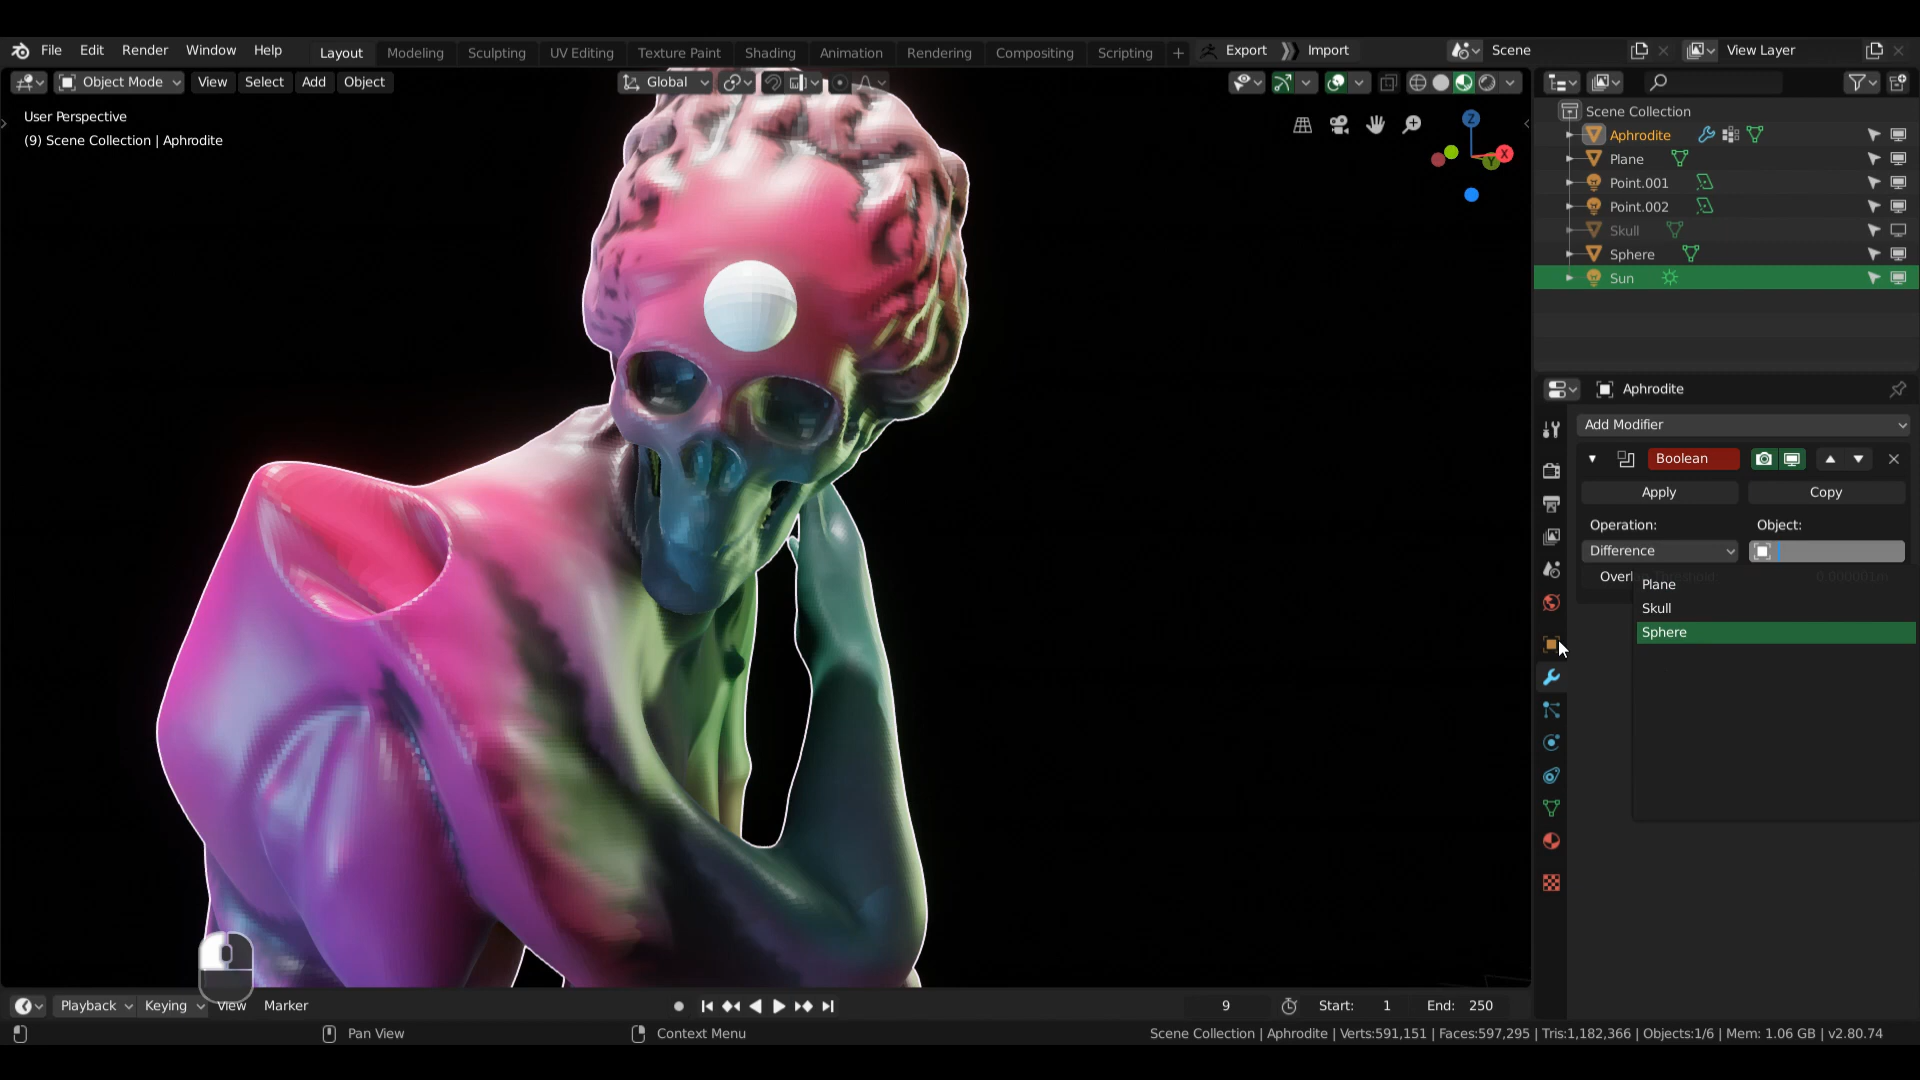 File Edit Render Window Help Layout Modeling Sculpting UV Editing Texture Paint Shading Animation Rendering Compositing Scripting + Export Import Scene View Layer
Object Mode View Select Add Object Global
User Perspective
(9) Scene Collection | Aphrodite
Z
X
Y
Scene Collection
Aphrodite
Plane
Point.001
Point.002
Skull
Sphere
Sun
Aphrodite
Add Modifier
Boolean
Apply Copy
Operation: Object:
Difference
Overlap Threshold 0.000001m
Plane
Skull
Sphere
Playback Keying View Marker 9 Start: 1 End: 250
Pan View Context Menu Scene Collection | Aphrodite | Verts:591,151 | Faces:597,295 | Tris:1,182,366 | Objects:1/6 | Mem: 1.06 GB | v2.80.74